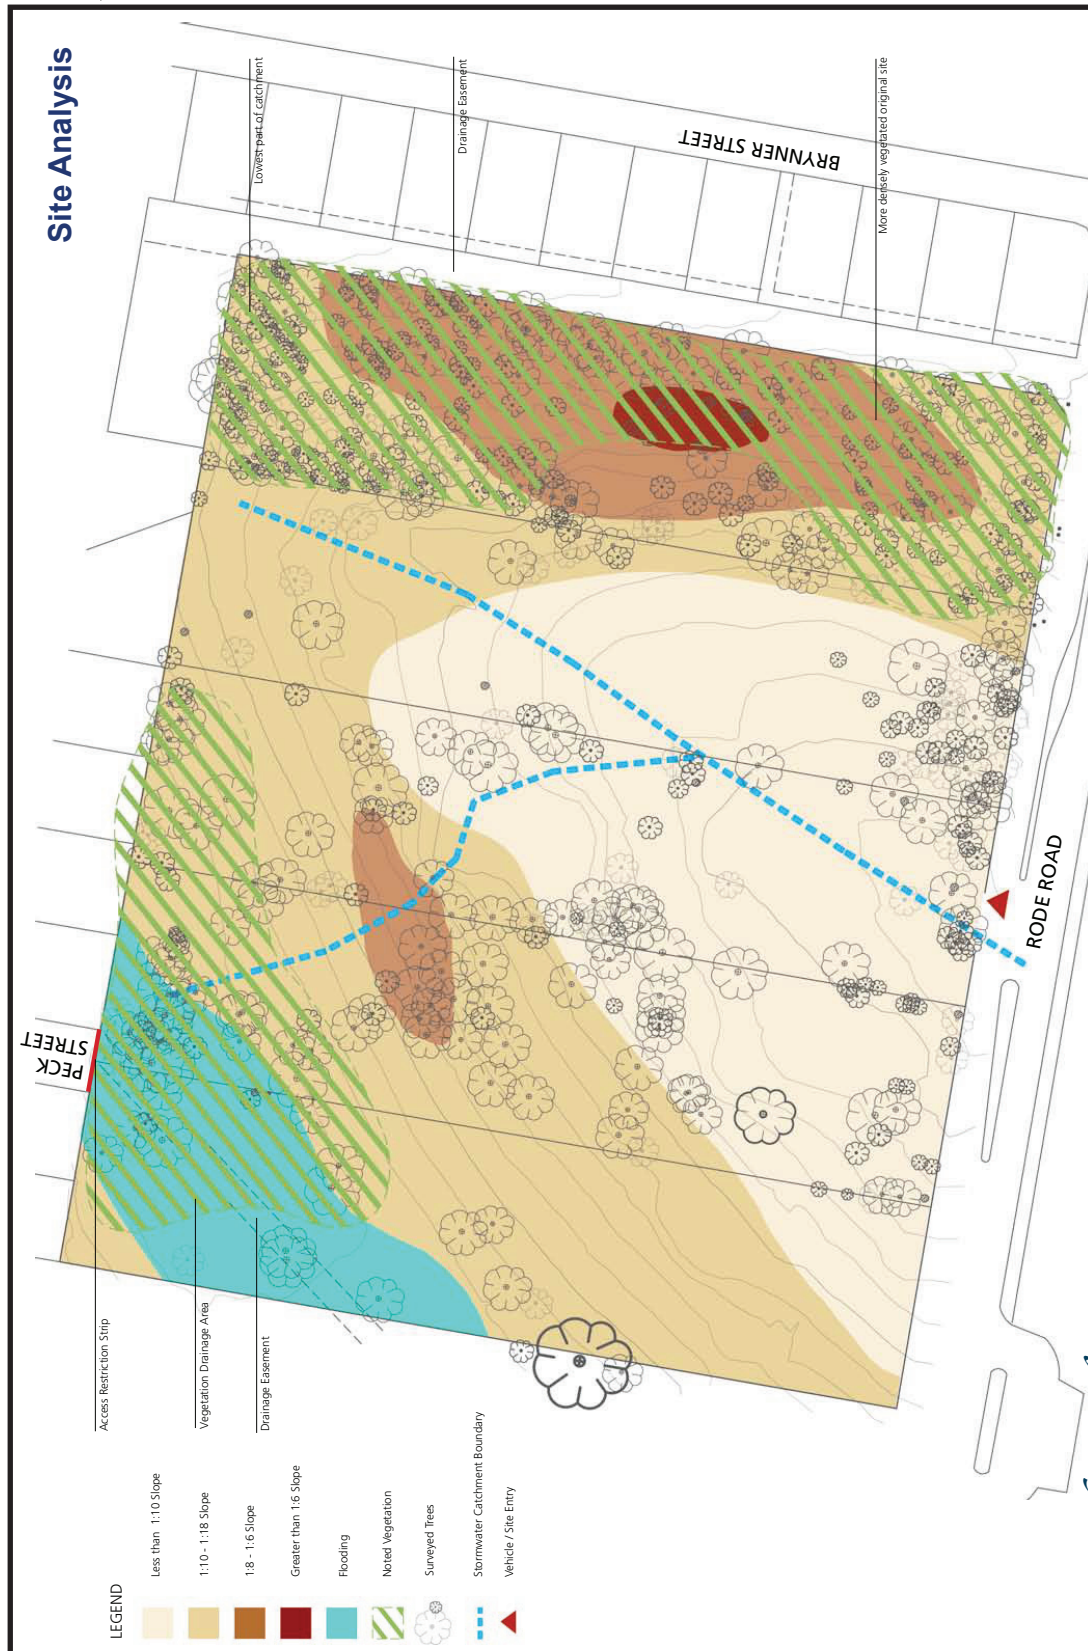 Site Analysis
Lowest part of catchment
Drainage Easement
More densely vegetated original site
BRYNNER STREET
PECK
STREET
RODE ROAD
Access Restriction Strip
Vegetation Drainage Area
Drainage Easement
LEGEND
Less than 1:10 Slope
1:10 - 1:18 Slope
1:8 - 1:6 Slope
Greater than 1:6 Slope
Flooding
Noted Vegetation
Surveyed Trees
Stormwater Catchment Boundary
Vehicle / Site Entry